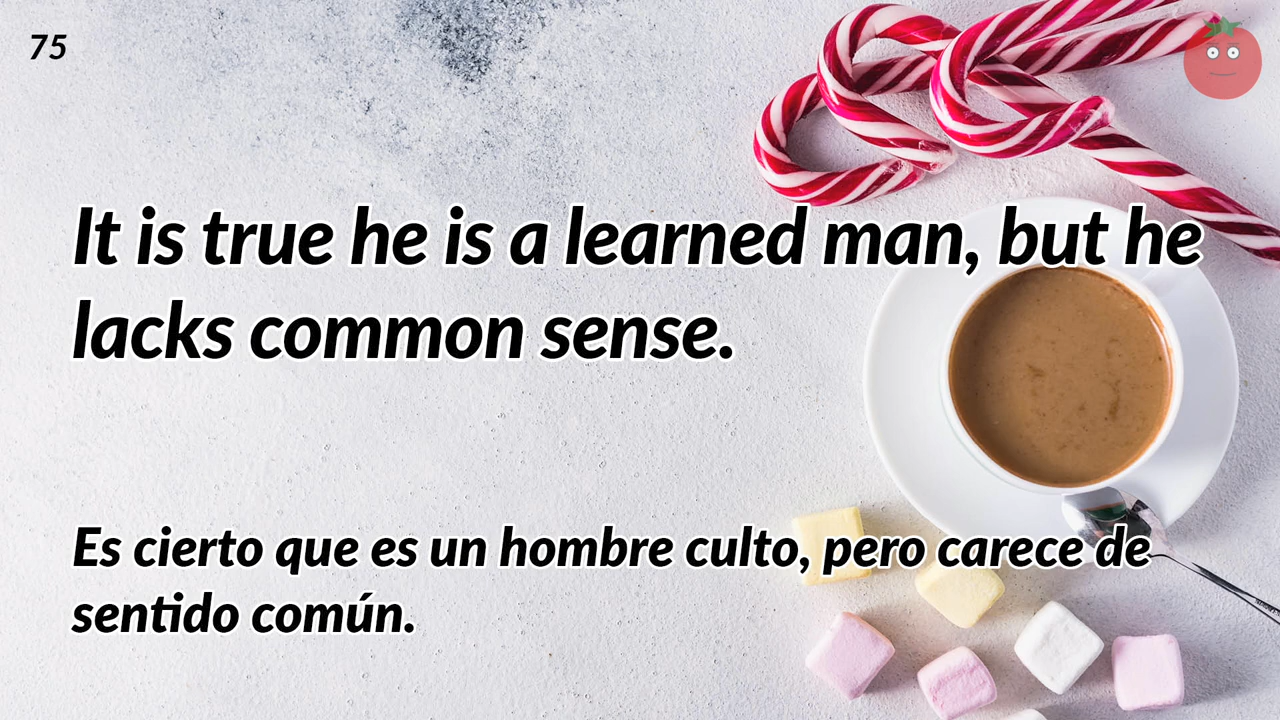 75
It is true he is a learned man, but he
lacks common sense.
Es cierto que es un hombre culto, pero carece de
sentido común.